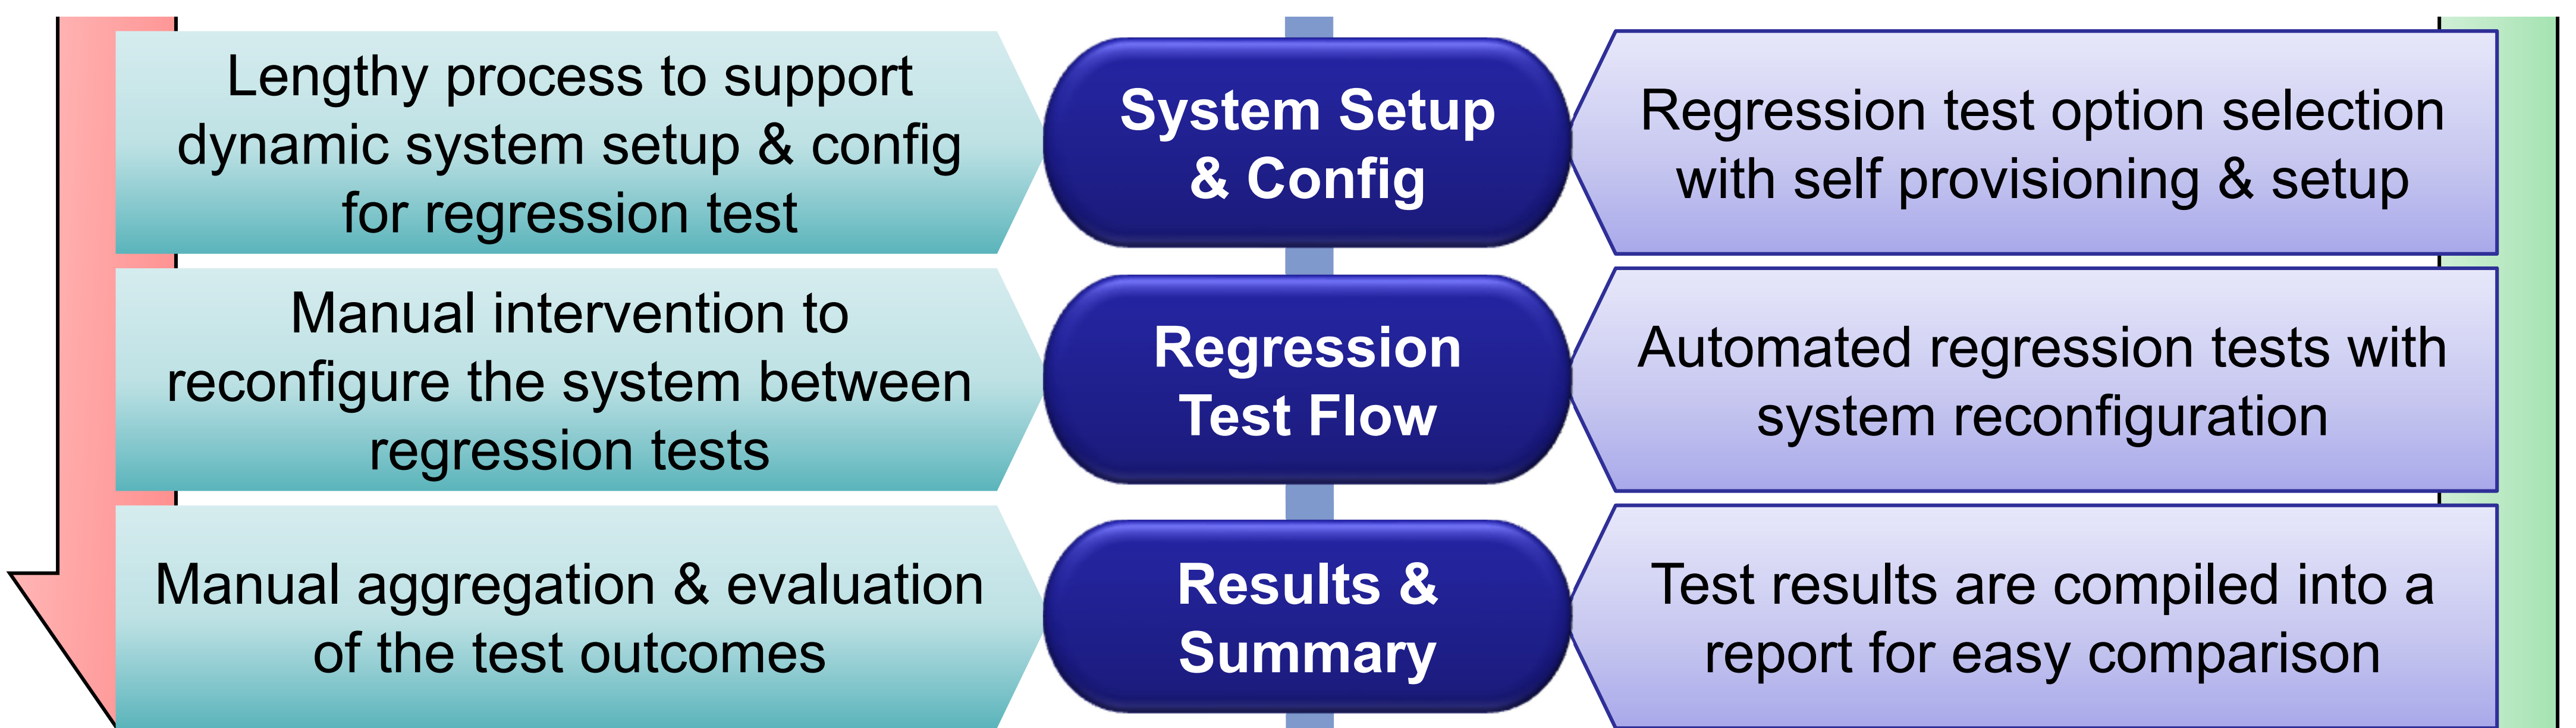 Lengthy process to support
dynamic system setup & config
for regression test
System Setup
& Config
Regression test option selection
with self provisioning & setup
Manual intervention to
reconfigure the system between
regression tests
Regression
Test Flow
Automated regression tests with
system reconfiguration
Manual aggregation & evaluation
of the test outcomes
Results &
Summary
Test results are compiled into a
report for easy comparison